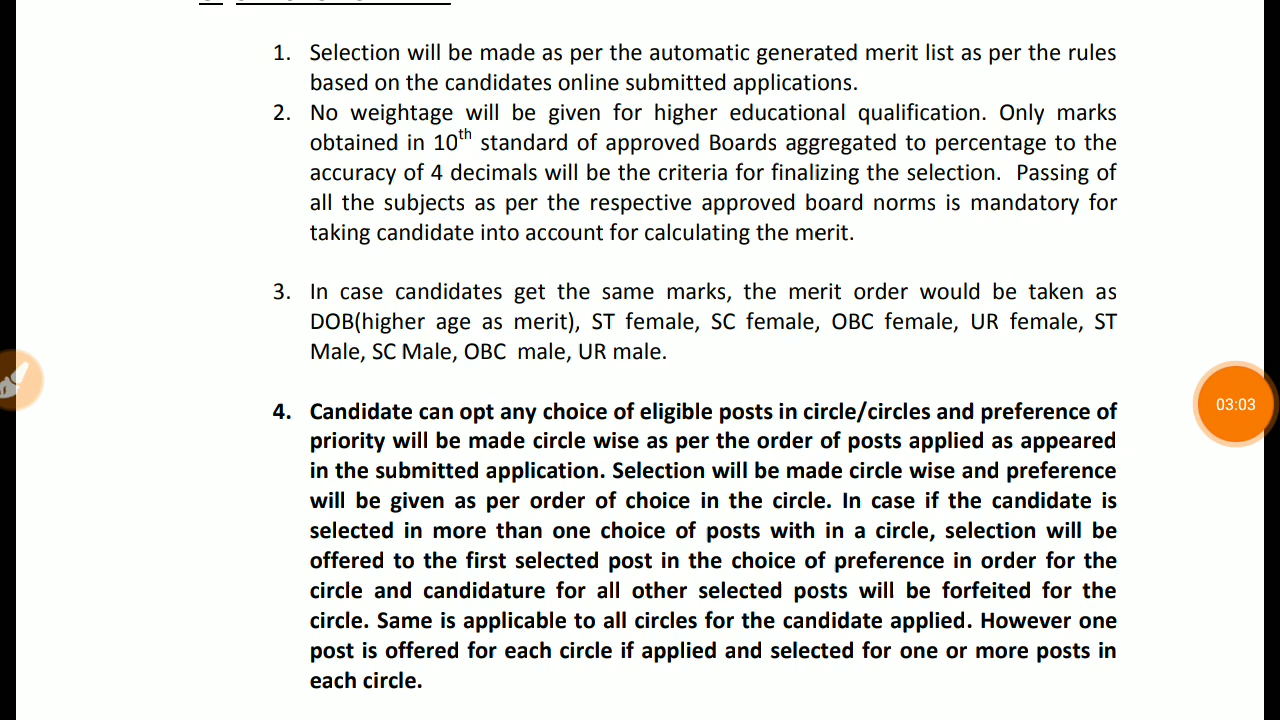 1. Selection will be made as per the automatic generated merit list as per the rules
based on the candidates online submitted applications.
2. No weightage will be given for higher educational qualification. Only marks
obtained in 10th standard of approved Boards aggregated to percentage to the
accuracy of 4 decimals will be the criteria for finalizing the selection. Passing of
all the subjects as per the respective approved board norms is mandatory for
taking candidate into account for calculating the merit.
3. In case candidates get the same marks, the merit order would be taken as
DOB(higher age as merit), ST female, SC female, OBC female, UR female, ST
Male, SC Male, OBC male, UR male.
4. Candidate can opt any choice of eligible posts in circle/circles and preference of
priority will be made circle wise as per the order of posts applied as appeared
in the submitted application. Selection will be made circle wise and preference
will be given as per order of choice in the circle. In case if the candidate is
selected in more than one choice of posts with in a circle, selection will be
offered to the first selected post in the choice of preference in order for the
circle and candidature for all other selected posts will be forfeited for the
circle. Same is applicable to all circles for the candidate applied. However one
post is offered for each circle if applied and selected for one or more posts in
each circle.
03:03